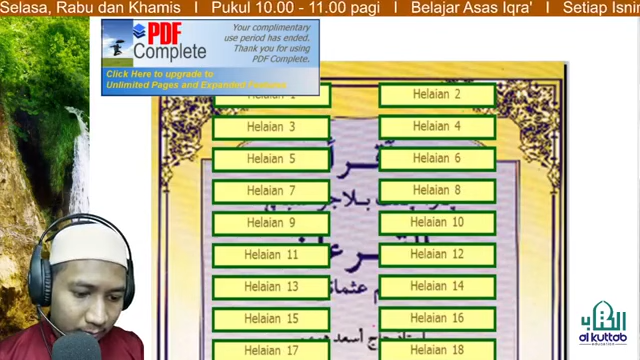 Selasa, Rabu dan Khamis I Pukul 10.00 - 11.00 pagi I Belajar Asas Iqra' I Setiap Isnin
PDF Complete
Your complimentary
use period has ended.
Thank you for using
PDF Complete.
Click Here to upgrade to
Unlimited Pages and Expanded Features
Helaian 2
Helaian 3
Helaian 4
Helaian 5
Helaian 6
Helaian 7
Helaian 8
Helaian 9
Helaian 10
Helaian 11
Helaian 12
Helaian 13
Helaian 14
Helaian 15
Helaian 16
Helaian 17
Helaian 18
الكتاب
al kuttab
education